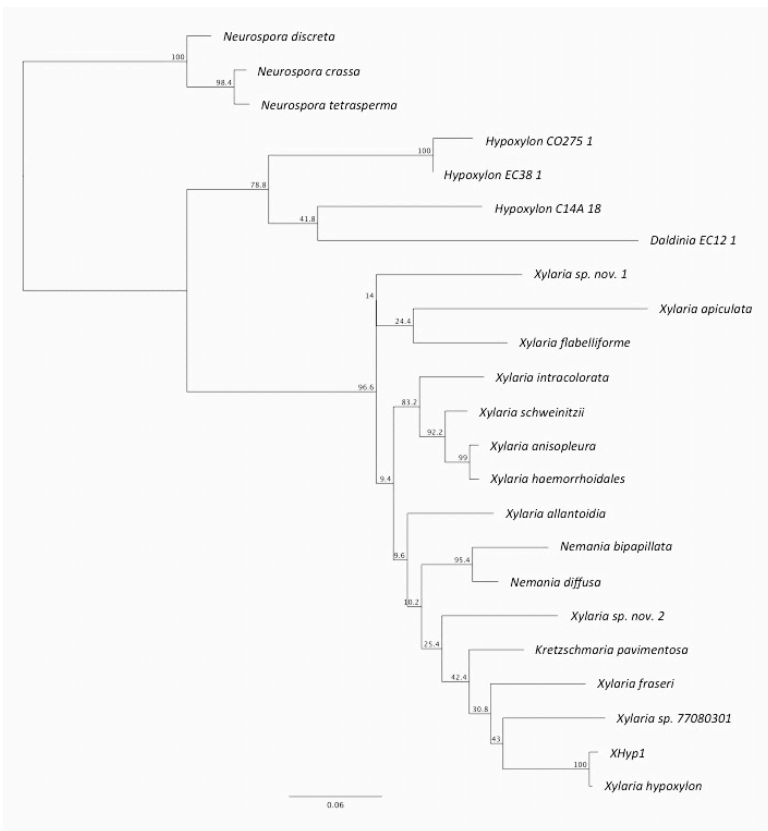 Neurospora discreta
100
Neurospora crassa
98.4
Neurospora tetrasperma
Hypoxylon CO275 1
100
Hypoxylon EC38 1
78.8
Hypoxylon C14A 18
41.8
Daldinia EC12 1
Xylaria sp. nov. 1
14
Xylaria apiculata
24.4
Xylaria flabelliforme
Xylaria intracolorata
96.6
83.2
Xylaria schweinitzii
92.2
Xylaria anisopleura
99
Xylaria haemorrhoidales
9.4
Xylaria allantoidia
Nemania bipapillata
9.6
95.4
Nemania diffusa
10.2
Xylaria sp. nov. 2
25.4
Kretzschmaria pavimentosa
42.4
Xylaria fraseri
30.8
Xylaria sp. 77080301
43
XHyp1
100
Xylaria hypoxylon
0.06